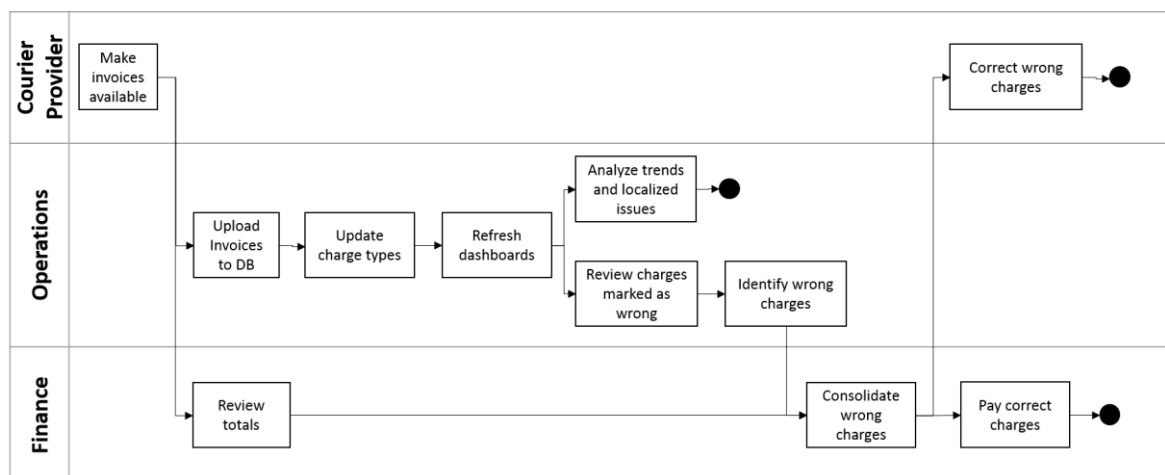 Courier
Provider
Make
invoices
available
Correct wrong
charges
Operations
Analyze trends
and localized
issues
Upload
Invoices
to DB
Update
charge types
Refresh
dashboards
Review charges
marked as
wrong
Identify wrong
charges
Finance
Review
totals
Consolidate
wrong
charges
Pay correct
charges